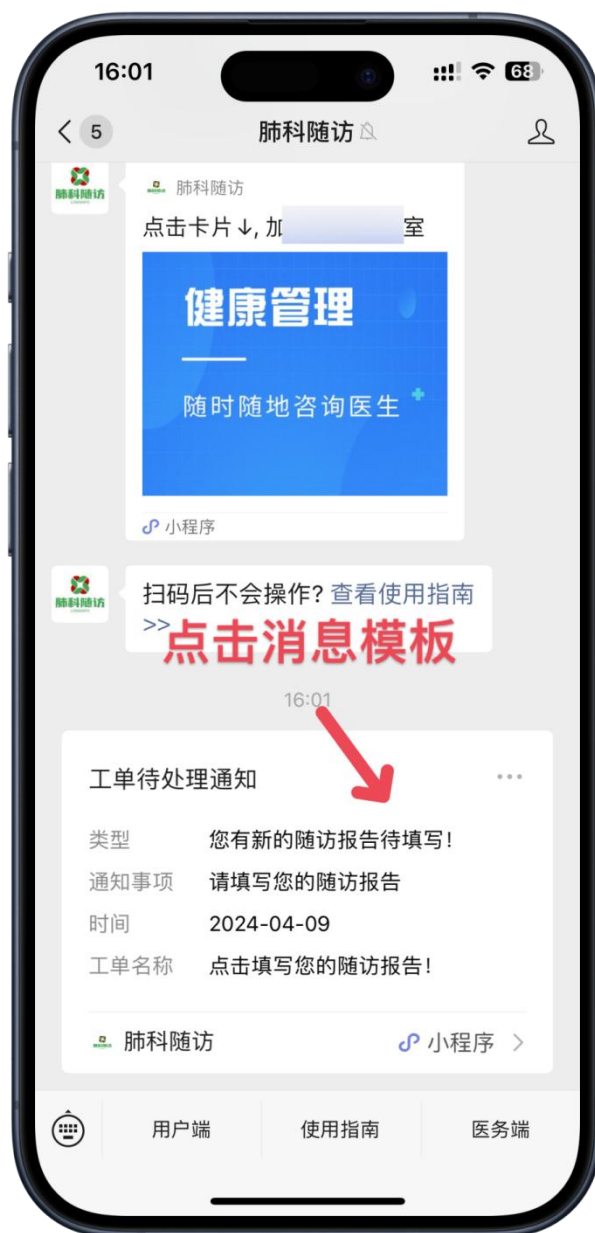 16:01
68
5
肺科随访
肺科随访
肺科随访
点击卡片↓, 加 室
健康管理
随时随地咨询医生
小程序
肺科随访
扫码后不会操作? 查看使用指南
>>
点击消息模板
16:01
工单待处理通知
类型 您有新的随访报告待填写!
通知事项 请填写您的随访报告
时间 2024-04-09
工单名称 点击填写您的随访报告!
肺科随访 小程序
用户端 使用指南 医务端